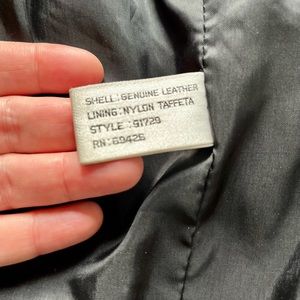 SHELL:GENUINE LEATHER
LINING:NYLON TAFFETA
STYLE:91729
RN:69426